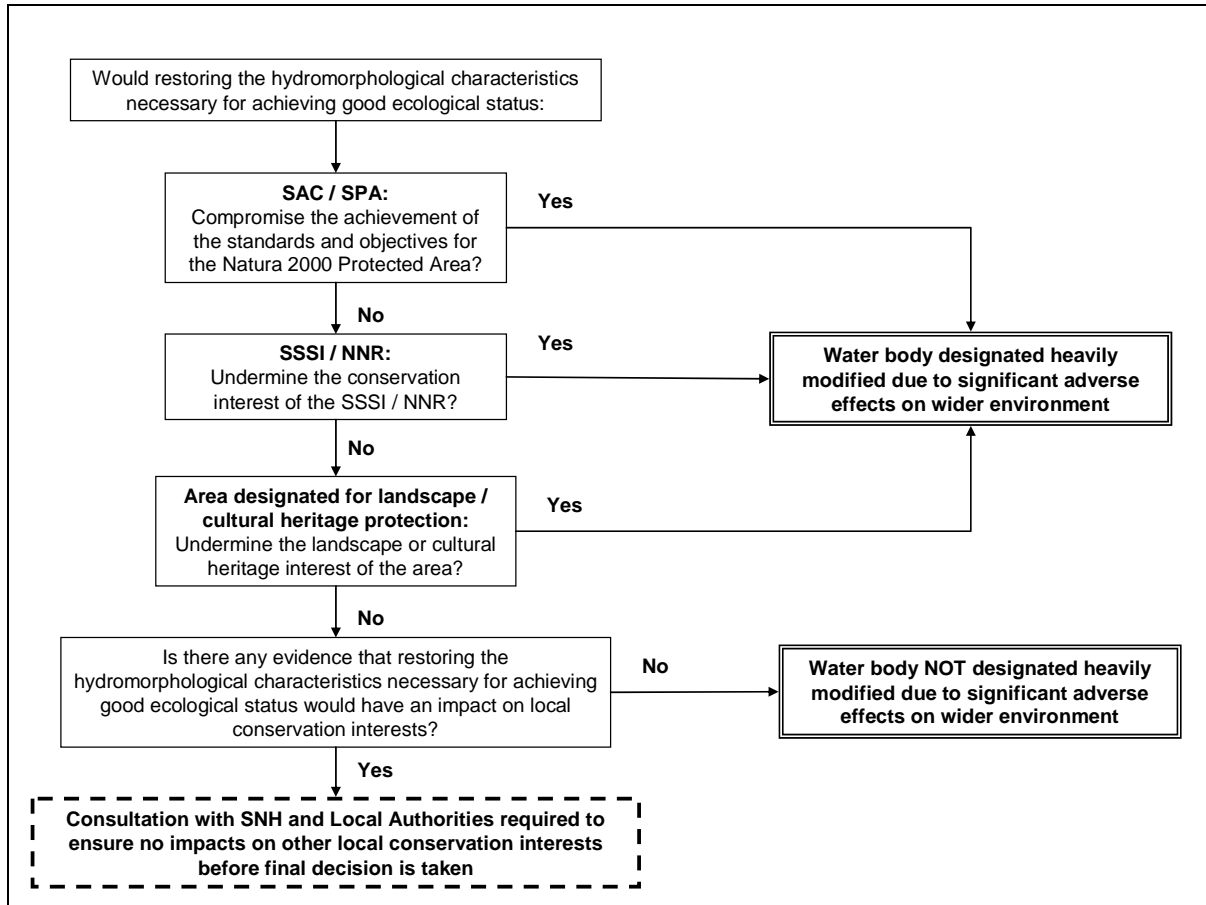 Would restoring the hydromorphological characteristics
necessary for achieving good ecological status:
SAC / SPA:
Compromise the achievement of
the standards and objectives for
the Natura 2000 Protected Area?
Yes
No
SSSI / NNR:
Undermine the conservation
interest of the SSSI / NNR?
Yes
Water body designated heavily
modified due to significant adverse
effects on wider environment
No
Area designated for landscape /
cultural heritage protection:
Undermine the landscape or cultural
heritage interest of the area?
Yes
No
Is there any evidence that restoring the
hydromorphological characteristics necessary for achieving
good ecological status would have an impact on local
conservation interests?
No
Water body NOT designated heavily
modified due to significant adverse
effects on wider environment
Yes
Consultation with SNH and Local Authorities required to
ensure no impacts on other local conservation interests
before final decision is taken